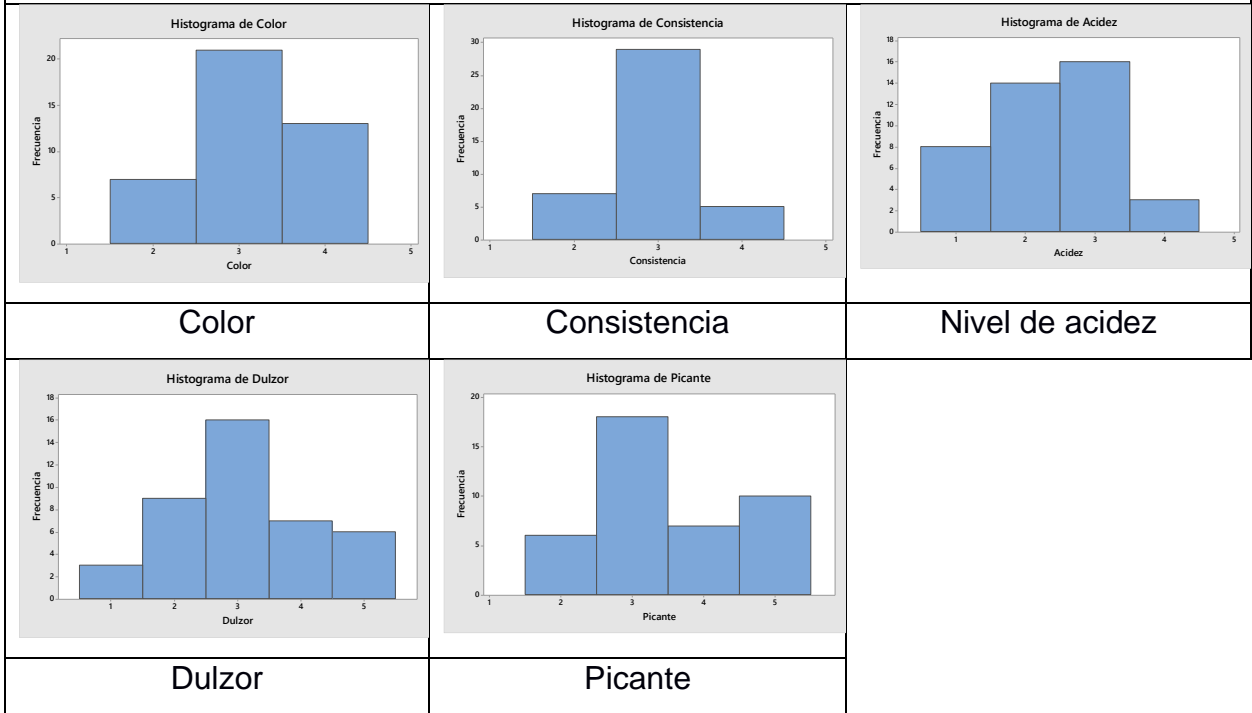 Histograma de Color
Frecuencia
20
15
10
5
0
1 2 3 4 5
Color
Histograma de Consistencia
Frecuencia
30
25
20
15
10
5
0
1 2 3 4 5
Consistencia
Histograma de Acidez
Frecuencia
18
16
14
12
10
8
6
4
2
0
1 2 3 4 5
Acidez
Color
Consistencia
Nivel de acidez
Histograma de Dulzor
Frecuencia
18
16
14
12
10
8
6
4
2
0
1 2 3 4 5
Dulzor
Histograma de Picante
Frecuencia
20
15
10
5
0
1 2 3 4 5
Picante
Dulzor
Picante